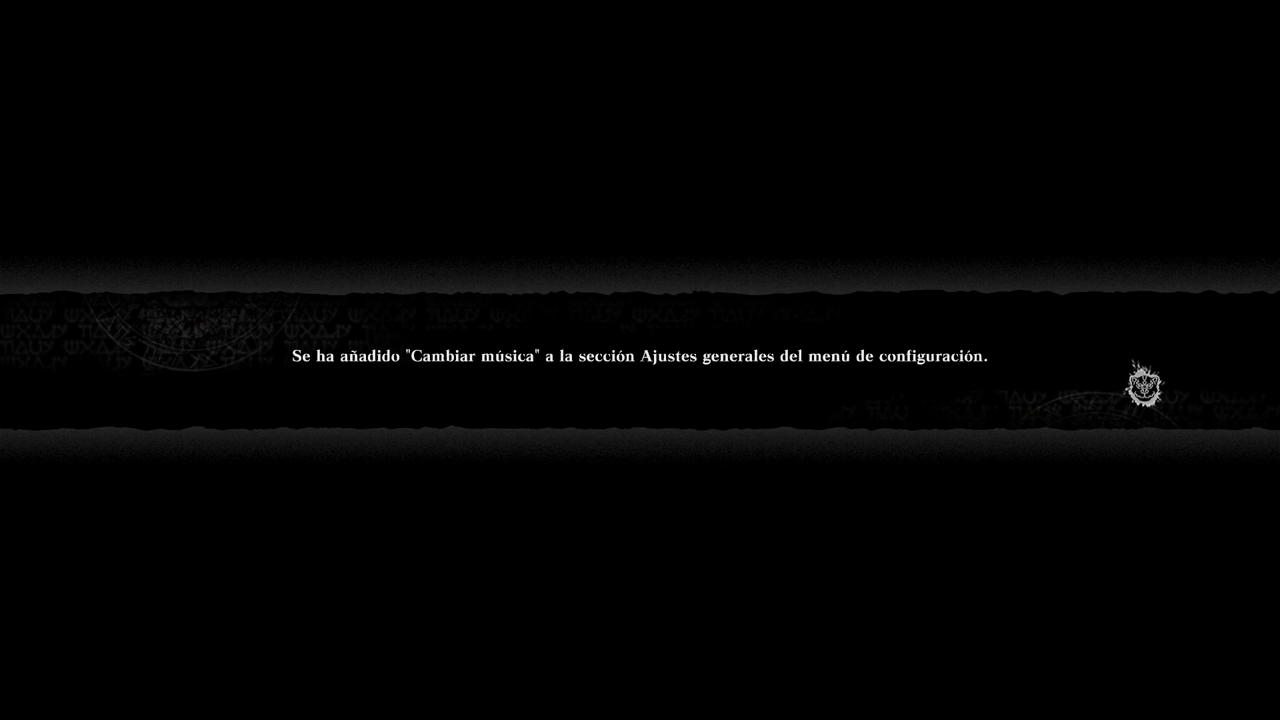 Se ha añadido "Cambiar música" a la sección Ajustes generales del menú de configuración.